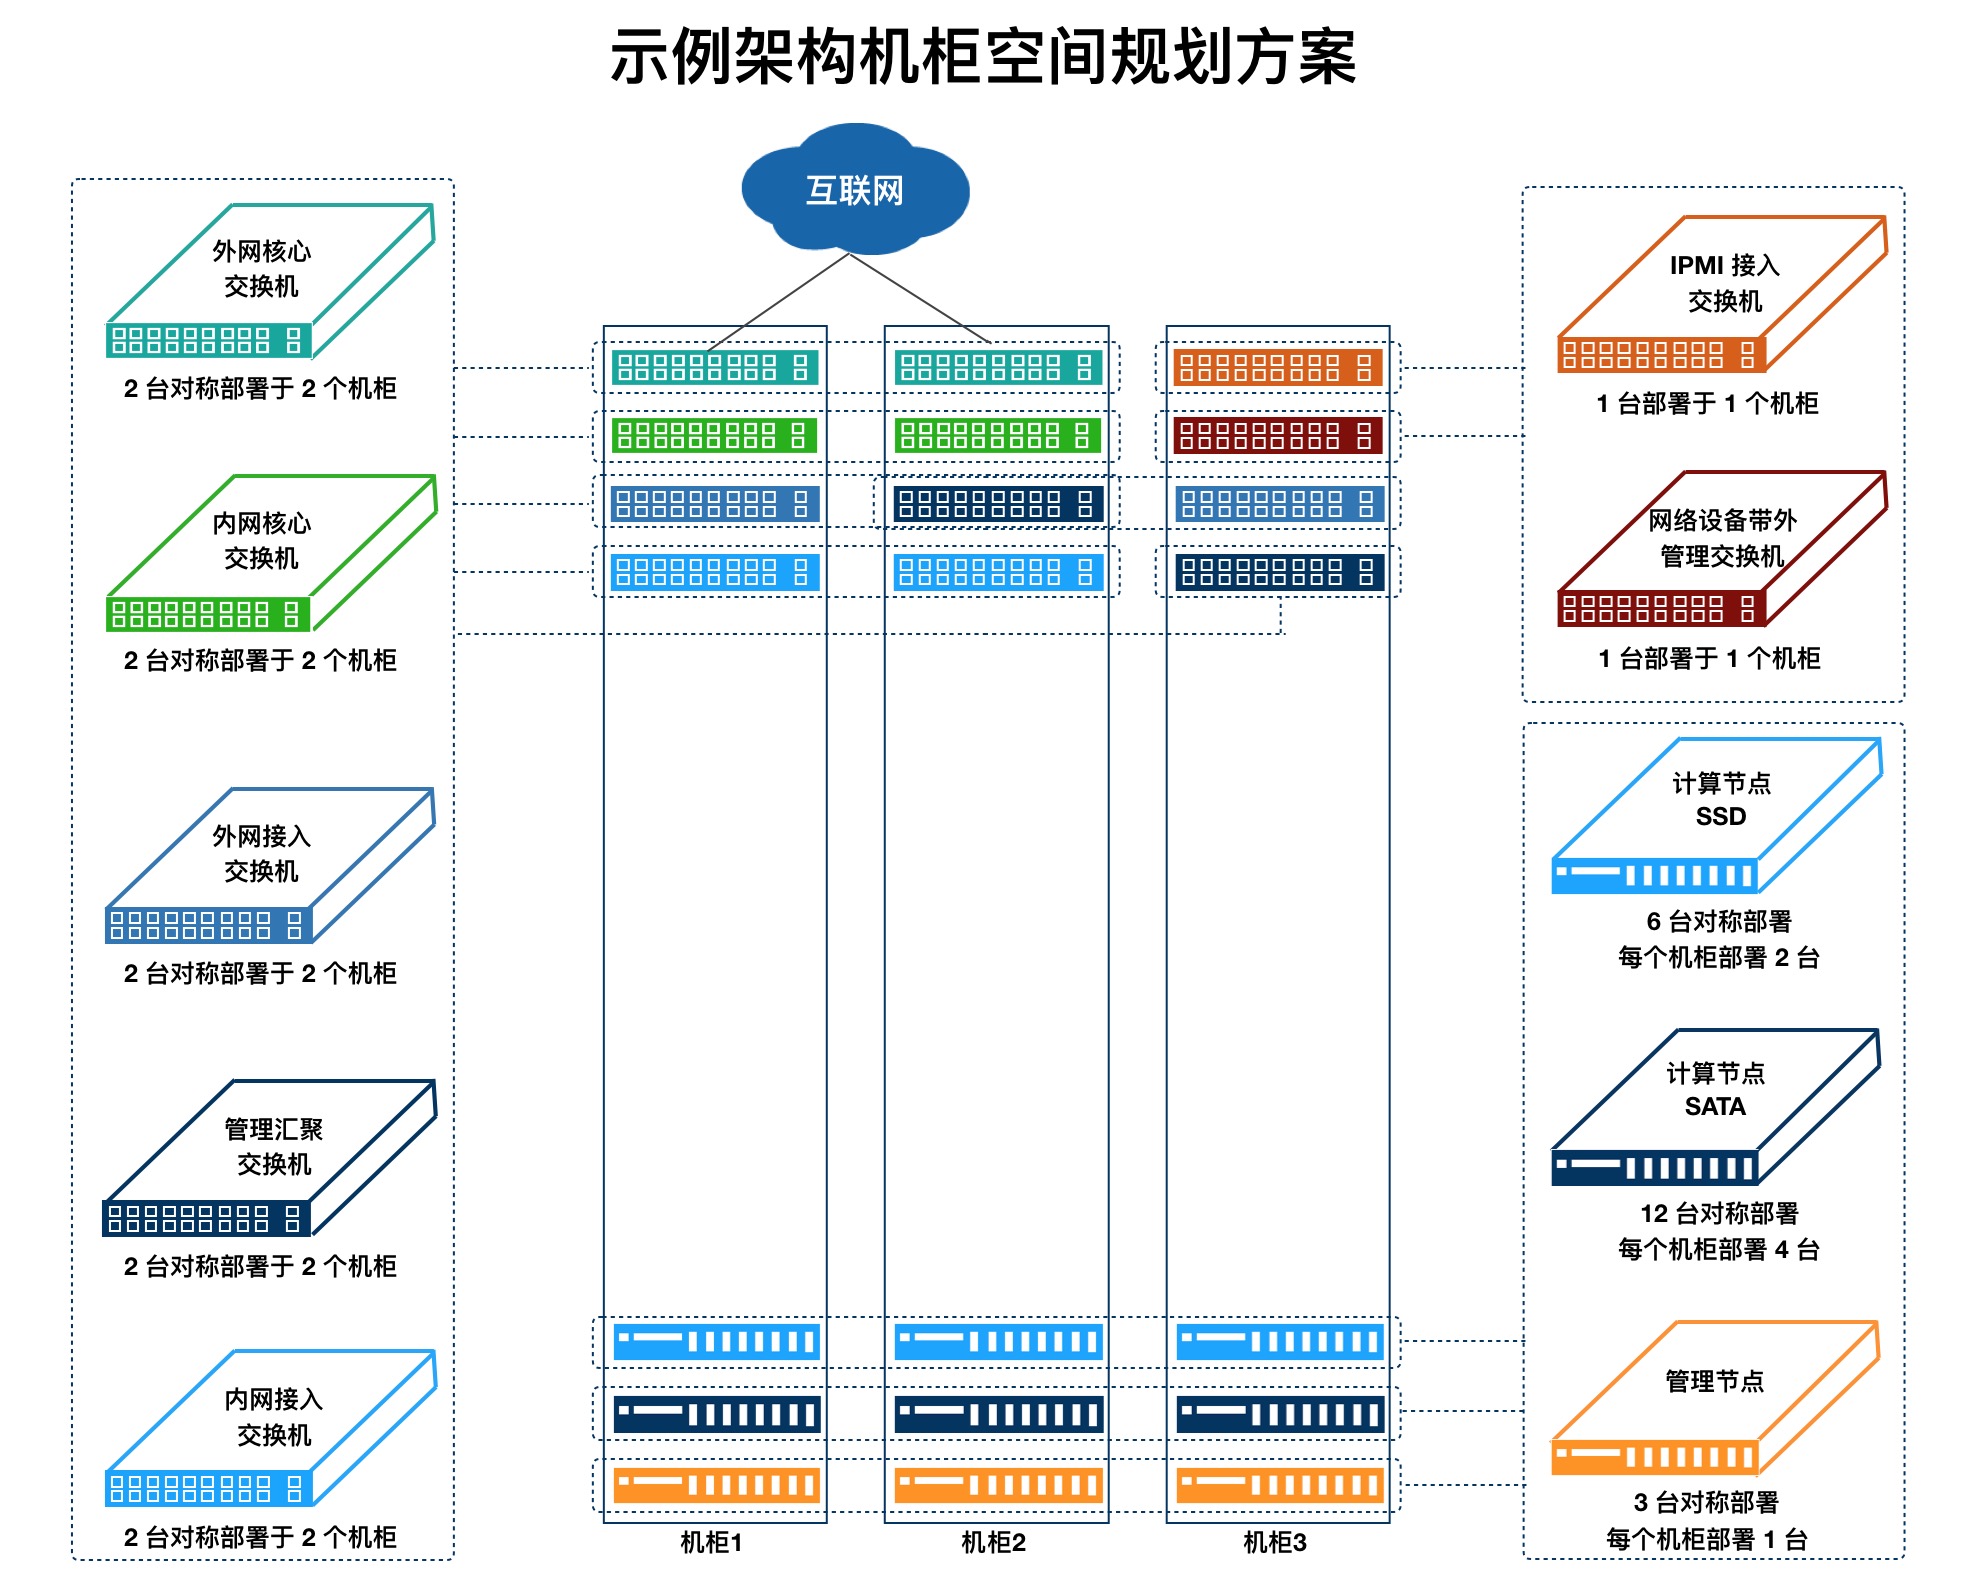 示例架构机柜空间规划方案
互联网
外网核心
交换机
2 台对称部署于 2 个机柜
内网核心
交换机
2 台对称部署于 2 个机柜
外网接入
交换机
2 台对称部署于 2 个机柜
管理汇聚
交换机
2 台对称部署于 2 个机柜
内网接入
交换机
2 台对称部署于 2 个机柜
机柜1
机柜2
机柜3
IPMI 接入
交换机
1 台部署于 1 个机柜
网络设备带外
管理交换机
1 台部署于 1 个机柜
计算节点
SSD
6 台对称部署
每个机柜部署 2 台
计算节点
SATA
12 台对称部署
每个机柜部署 4 台
管理节点
3 台对称部署
每个机柜部署 1 台